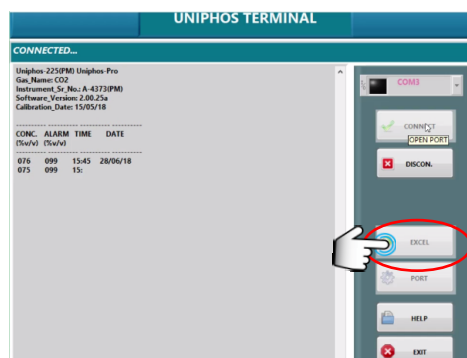 UNIPHOS TERMINAL
CONNECTED...
Uniphos-225(PM) Uniphos-Pro
Gas_Name: CO2
Instrument_Sr_No.: A-4373(PM)
Software_Version: 2.00.25a
Calibration_Date: 15/05/18
---------- ---------- ---------- ----------
CONC. ALARM TIME DATE
(%v/v) (%v/v)
---------- ---------- ---------- ----------
076 099 15:45 28/06/18
075 099 15:
COM3
CONNECT
OPEN PORT
DISCON.
EXCEL
PORT
HELP
EXIT